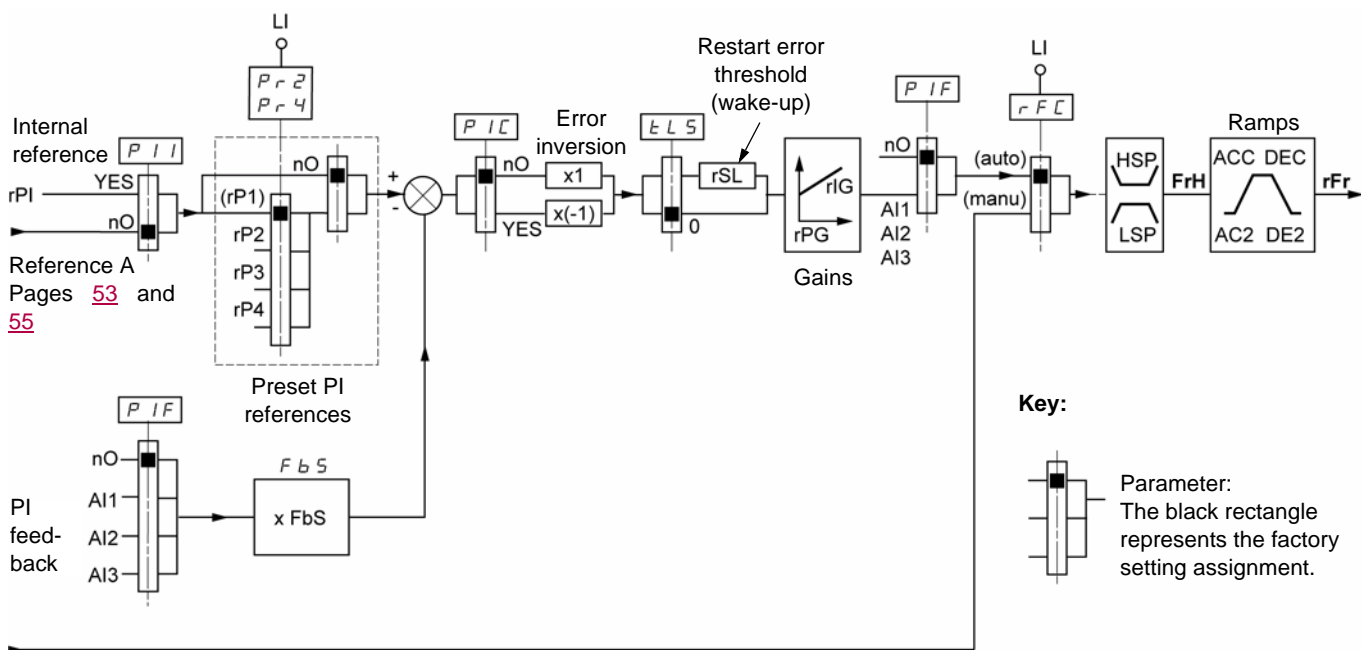 LI
Pr2
Pr4
Internal
reference
PII
rPI
YES
nO
Reference A
Pages 53 and
55
(rP1)
nO
rP2
rP3
rP4
Preset PI
references
+
-
PIC
nO
YES
Error
inversion
x1
x(-1)
tLS
0
Restart error
threshold
(wake-up)
rSL
rIG
rPG
Gains
PIF
nO
AI1
AI2
AI3
LI
rFC
(auto)
(manu)
HSP
LSP
FrH
Ramps
ACC DEC
AC2 DE2
rFr
PIF
nO
AI1
AI2
AI3
PI
feed-
back
FbS
x FbS
Key:
Parameter:
The black rectangle
represents the factory
setting assignment.